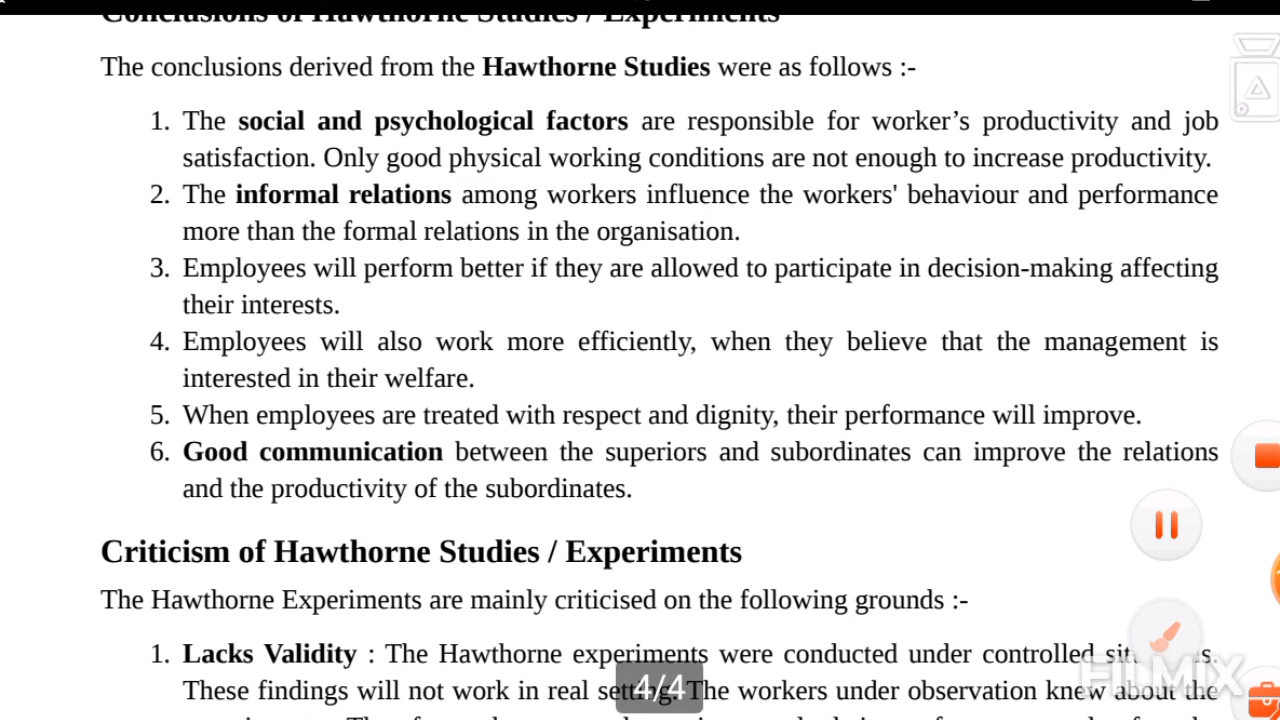 Conclusions of Hawthorne Studies / Experiments
The conclusions derived from the Hawthorne Studies were as follows :-
1. The social and psychological factors are responsible for worker’s productivity and job
satisfaction. Only good physical working conditions are not enough to increase productivity.
2. The informal relations among workers influence the workers' behaviour and performance
more than the formal relations in the organisation.
3. Employees will perform better if they are allowed to participate in decision-making affecting
their interests.
4. Employees will also work more efficiently, when they believe that the management is
interested in their welfare.
5. When employees are treated with respect and dignity, their performance will improve.
6. Good communication between the superiors and subordinates can improve the relations
and the productivity of the subordinates.
Criticism of Hawthorne Studies / Experiments
The Hawthorne Experiments are mainly criticised on the following grounds :-
1. Lacks Validity : The Hawthorne experiments were conducted under controlled
These findings will not work in real The workers under observation knew about the
4/4
FILMIX